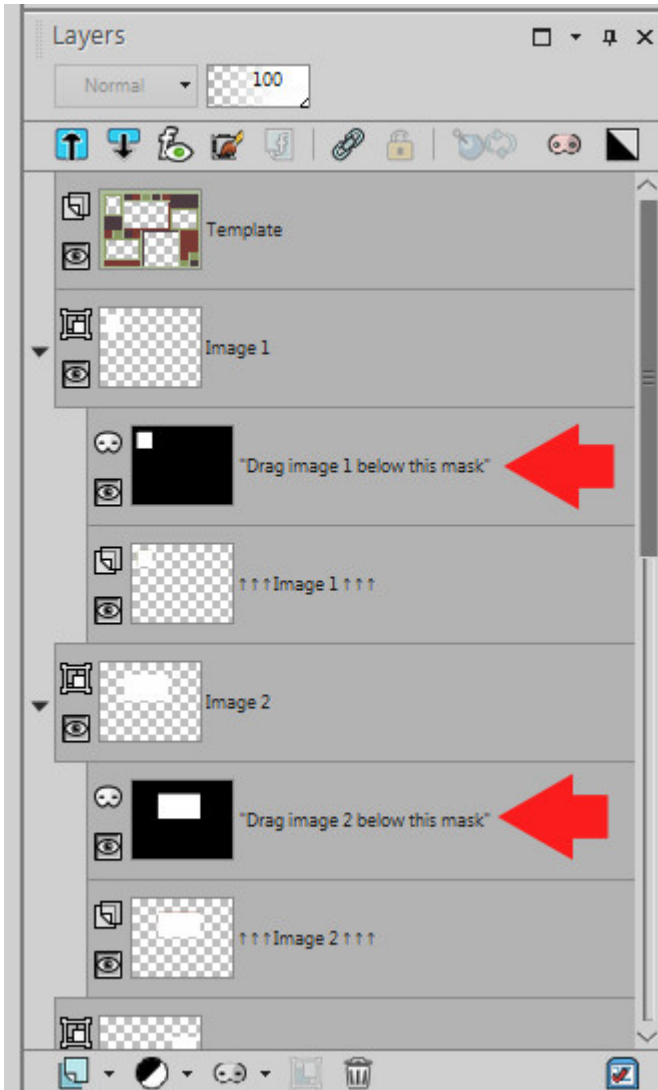 Layers
Normal
100
Template
Image 1
"Drag image 1 below this mask"
↑↑↑Image 1↑↑↑
Image 2
"Drag image 2 below this mask"
↑↑↑Image 2↑↑↑